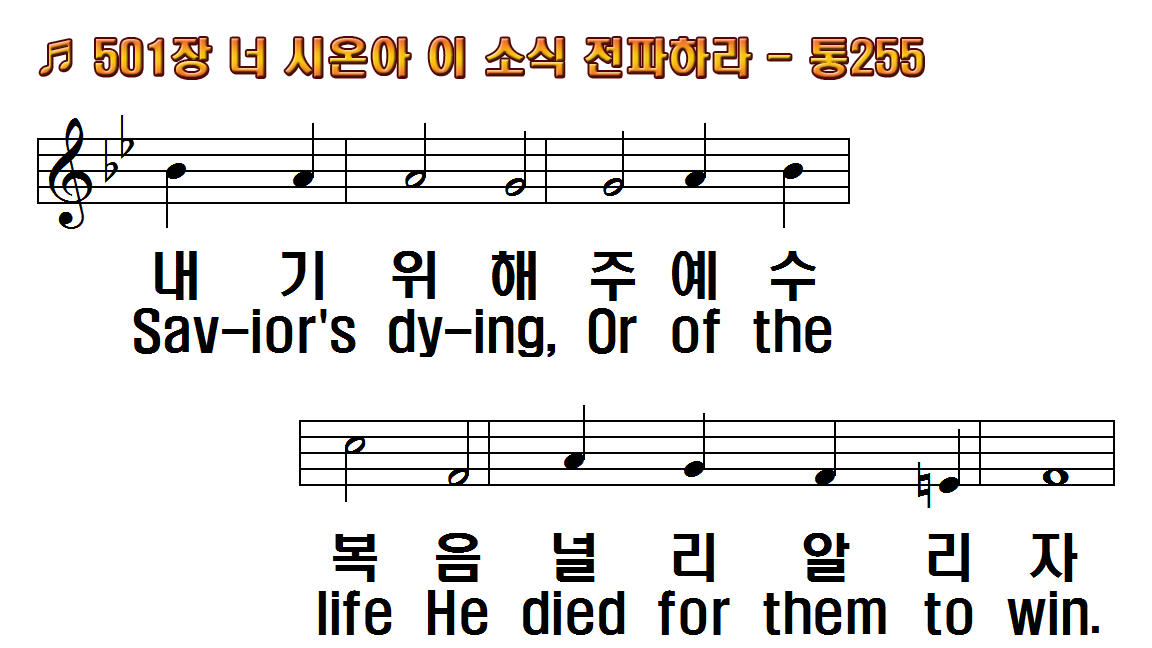 ♬ 501장 너 시온아 이 소식 전파하라 - 통255
내 기 위 해 주 예 수
Sav-ior's dy-ing, Or of the
복 음 널 리 알 리 자
life He died for them to win.